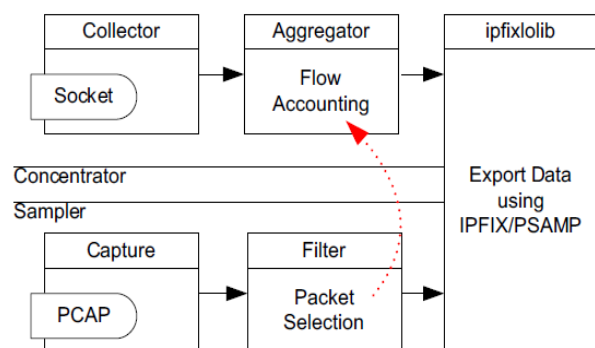 Collector
Aggregator
ipfixlolib
Socket
Flow
Accounting
Concentrator
Sampler
Export Data
using
IPFIX/PSAMP
Capture
Filter
PCAP
Packet
Selection